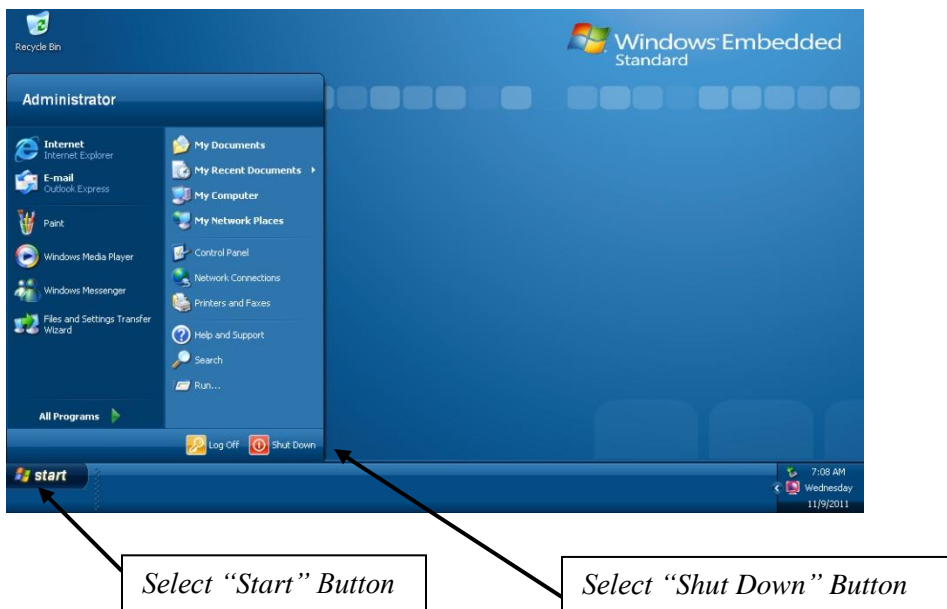 Recycle Bin
Windows Embedded
Standard
Administrator
Internet
Internet Explorer
E-mail
Outlook Express
Paint
Windows Media Player
Windows Messenger
Files and Settings Transfer
Wizard
All Programs
My Documents
My Recent Documents
My Computer
My Network Places
Control Panel
Network Connections
Printers and Faxes
Help and Support
Search
Run...
Log Off
Shut Down
start
7:08 AM
Wednesday
11/9/2011
Select “Start” Button
Select “Shut Down” Button